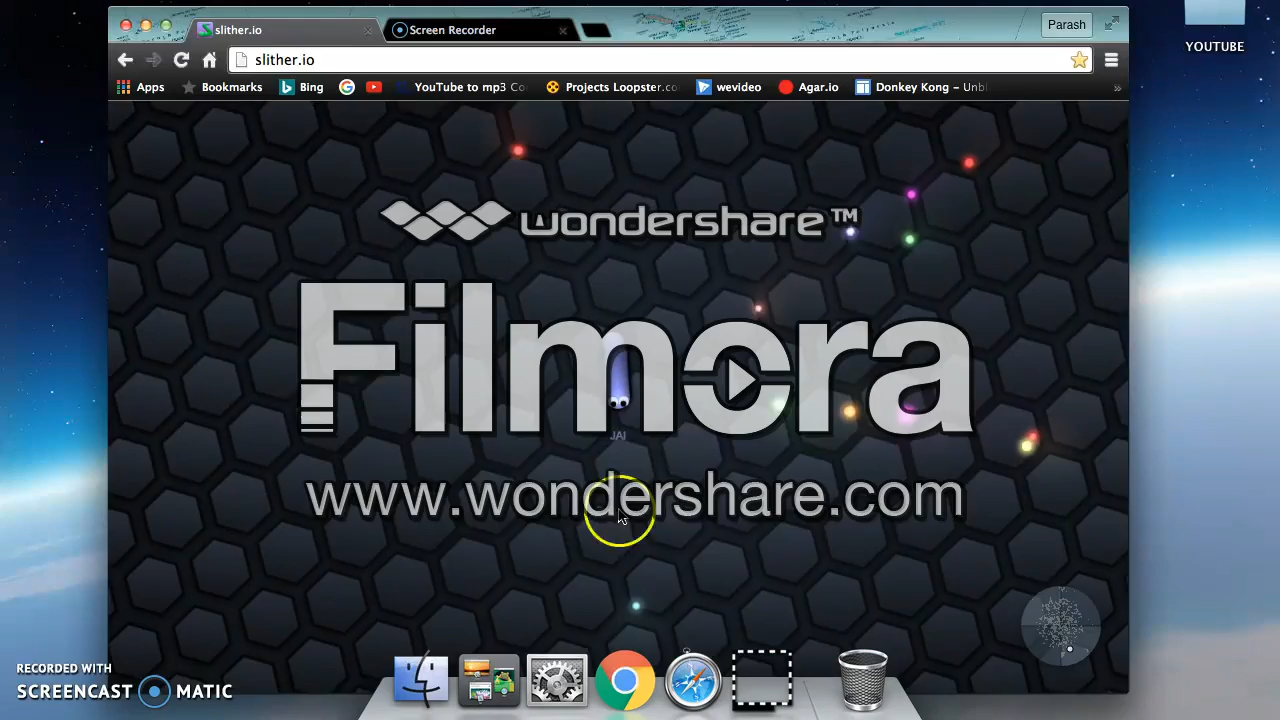 slither.io
Screen Recorder
Parash
YOUTUBE
slither.io
Apps
Bookmarks
Bing
YouTube to mp3 Co
Projects Loopster.co
wevideo
Agar.io
Donkey Kong – Unbl
»
wondershare™
Filmora
JAI
www.wondershare.com
RECORDED WITH
SCREENCAST MATIC